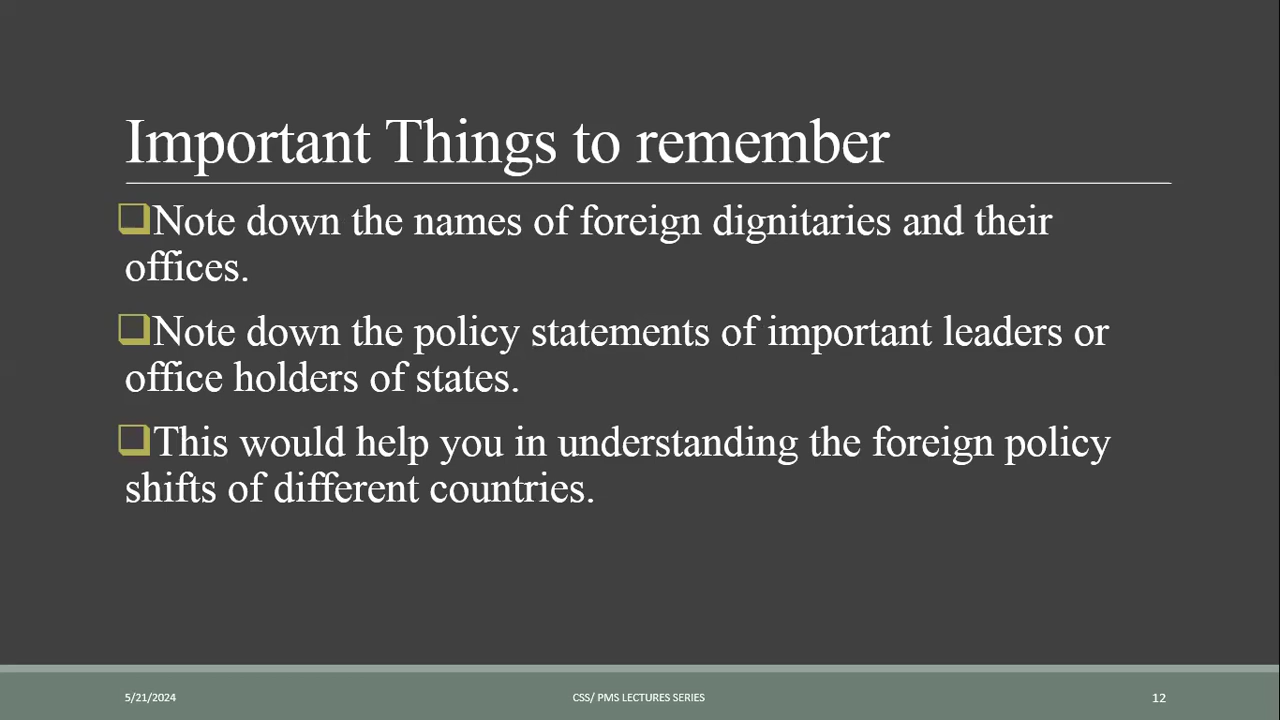 Important Things to remember
❑Note down the names of foreign dignitaries and their
offices.
❑Note down the policy statements of important leaders or
office holders of states.
❑This would help you in understanding the foreign policy
shifts of different countries.
5/21/2024
CSS/ PMS LECTURES SERIES
12